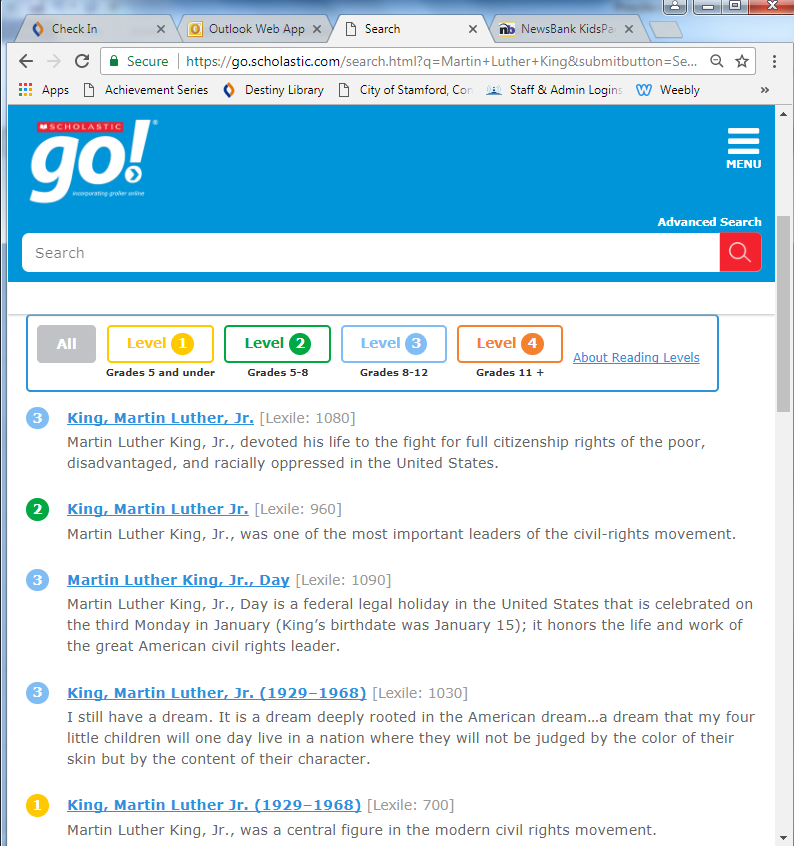 Check In
Outlook Web App
Search
NewsBank KidsPa
Secure
https://go.scholastic.com/search.html?q=Martin+Luther+King&submitbutton=Se...
Apps
Achievement Series
Destiny Library
City of Stamford, Con
Staff & Admin Logins
Weebly
»
SCHOLASTIC
go!
incorporating grolier online
MENU
Advanced Search
Search
All
Level 1
Level 2
Level 3
Level 4
Grades 5 and under
Grades 5-8
Grades 8-12
Grades 11 +
About Reading Levels
3 King, Martin Luther, Jr. [Lexile: 1080]
Martin Luther King, Jr., devoted his life to the fight for full citizenship rights of the poor,
disadvantaged, and racially oppressed in the United States.
2 King, Martin Luther Jr. [Lexile: 960]
Martin Luther King, Jr., was one of the most important leaders of the civil-rights movement.
3 Martin Luther King, Jr., Day [Lexile: 1090]
Martin Luther King, Jr., Day is a federal legal holiday in the United States that is celebrated on
the third Monday in January (King’s birthdate was January 15); it honors the life and work of
the great American civil rights leader.
3 King, Martin Luther, Jr. (1929–1968) [Lexile: 1030]
I still have a dream. It is a dream deeply rooted in the American dream…a dream that my four
little children will one day live in a nation where they will not be judged by the color of their
skin but by the content of their character.
1 King, Martin Luther Jr. (1929–1968) [Lexile: 700]
Martin Luther King, Jr., was a central figure in the modern civil rights movement.